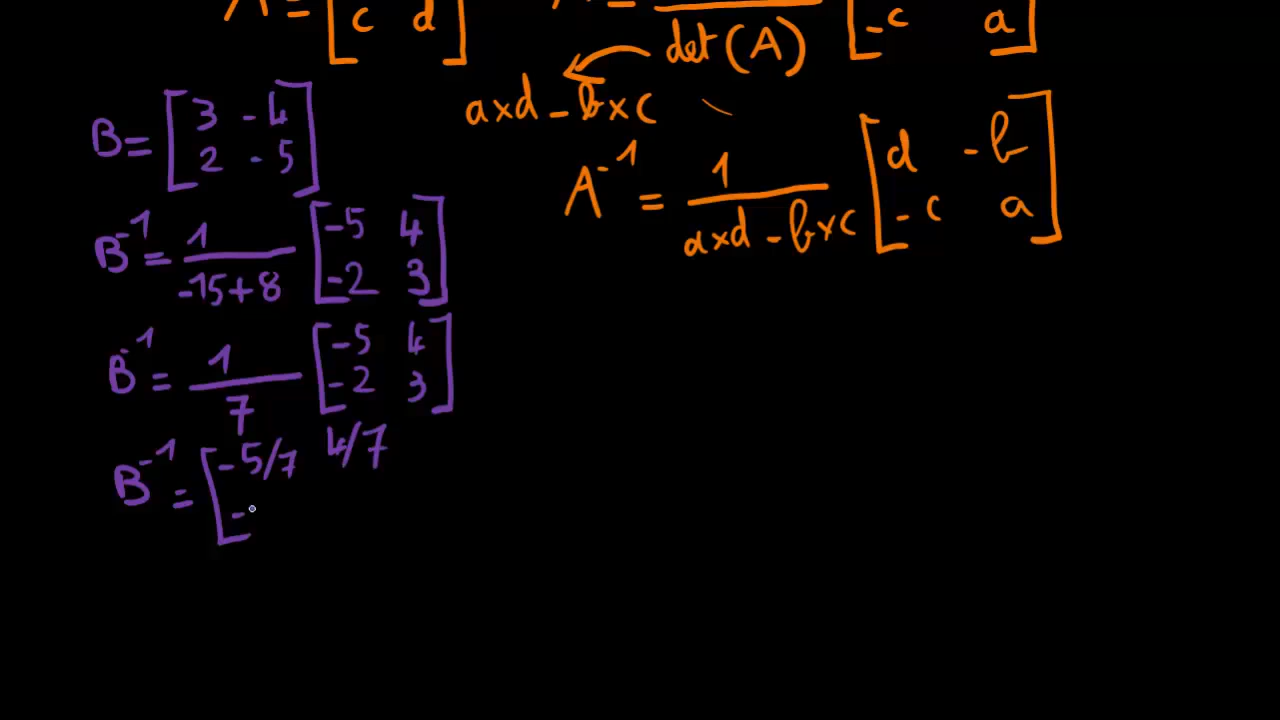 A = [ c d ] A = det(A) [ -c a ]
a×d - b×c
B = [ 3 -4
2 -5 ]
A⁻¹ = 1 / (a×d - b×c) [ d -b
-c a ]
B⁻¹ = 1 / (-15+8) [ -5 4
-2 3 ]
B⁻¹ = 1 / 7 [ -5 4
-2 3 ]
B⁻¹ = [ -5/7 4/7
-